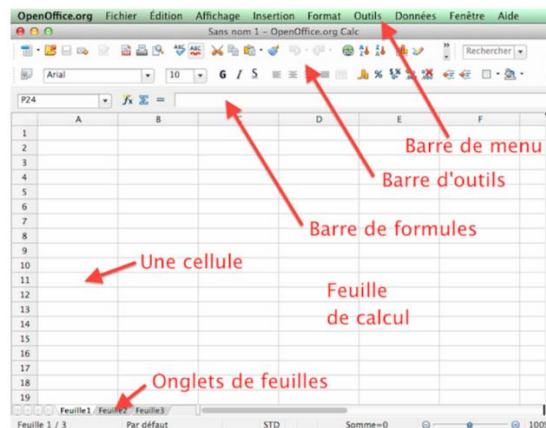 OpenOffice.org Fichier Édition Affichage Insertion Format Outils Données Fenêtre Aide
Sans nom 1 – OpenOffice.org Calc
Rechercher
Arial 10 G I S
P24
A B D E F
1
2
Barre de menu
3
4
Barre d'outils
5
6
7
Barre de formules
8
9
10
Une cellule
11
12
Feuille
13
de calcul
14
15
16
17
18
Onglets de feuilles
19
Feuille1 Feuille2 Feuille3
Feuille 1 / 3 Par défaut STD Somme=0 100%